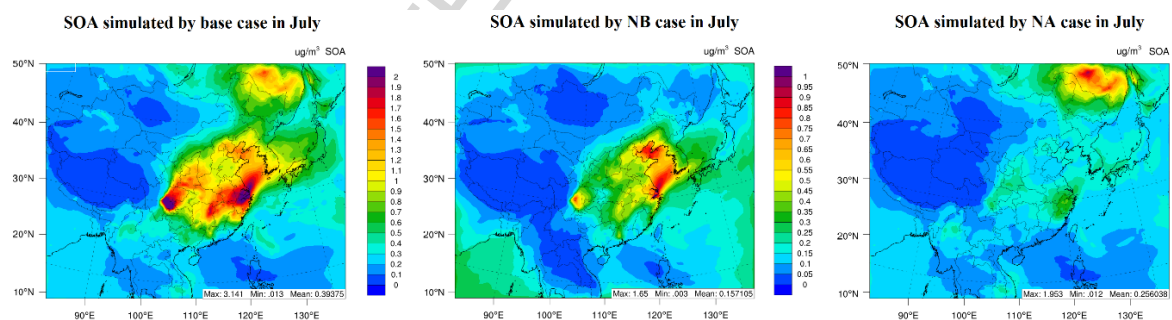 SOA simulated by base case in July
ug/m³ SOA
50°N
40°N
30°N
20°N
10°N
90°E
100°E
110°E
120°E
130°E
Max: 3.141 Min: .013 Mean: 0.39375
2
1.9
1.8
1.7
1.6
1.5
1.4
1.3
1.2
1.1
1
0.9
0.8
0.7
0.6
0.5
0.4
0.3
0.2
0.1
0
SOA simulated by NB case in July
ug/m³ SOA
50°N
40°N
30°N
20°N
10°N
90°E
100°E
110°E
120°E
130°E
Max: 1.65 Min: .003 Mean: 0.157105
1
0.95
0.9
0.85
0.8
0.75
0.7
0.65
0.6
0.55
0.5
0.45
0.4
0.35
0.3
0.25
0.2
0.15
0.1
0.05
0
SOA simulated by NA case in July
ug/m³ SOA
50°N
40°N
30°N
20°N
10°N
90°E
100°E
110°E
120°E
130°E
Max: 1.953 Min: .012 Mean: 0.256038